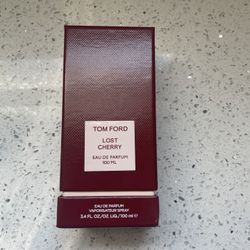 TOM FORD
LOST
CHERRY
EAU DE PARFUM
100 ML
EAU DE PARFUM
VAPORISATEUR SPRAY
3.4 FL.OZ./OZ.LIQ./100 ml ℮